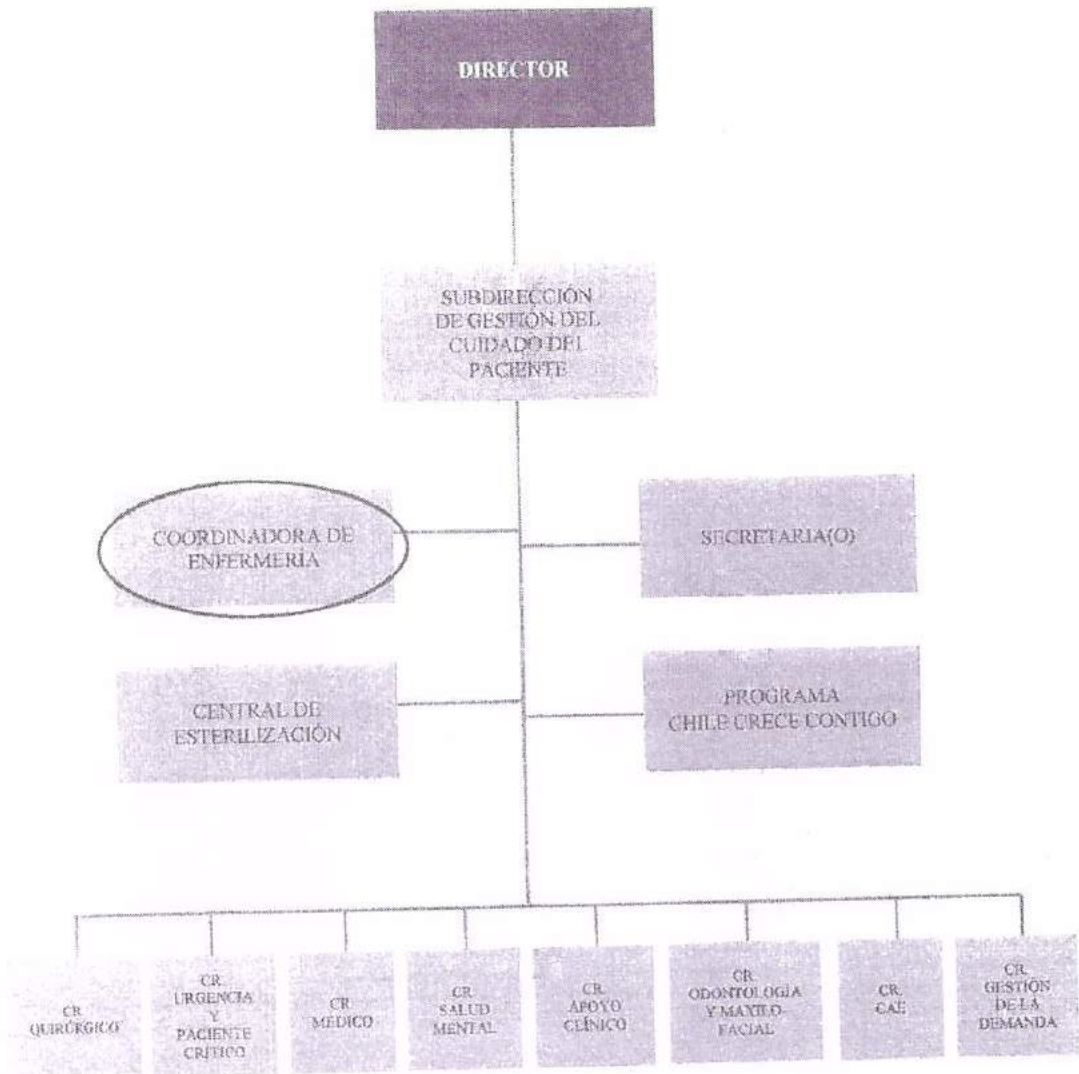 DIRECTOR
SUBDIRECCIÓN
DE GESTIÓN DEL
CUIDADO DEL
PACIENTE
COORDINADORA DE
ENFERMERÍA
SECRETARIA(O)
CENTRAL DE
ESTERILIZACIÓN
PROGRAMA
CHILE CRECE CONTIGO
CR
QUIRÚRGICO
CR
URGENCIA
Y
PACIENTE
CRÍTICO
CR
MEDICO
CR
SALUD
MENTAL
CR
APOYO
CLÍNICO
CR
ODONTOLOGÍA
Y MAXILO-
FACIAL
CR
CAE
CR
GESTIÓN
DE LA
DEMANDA